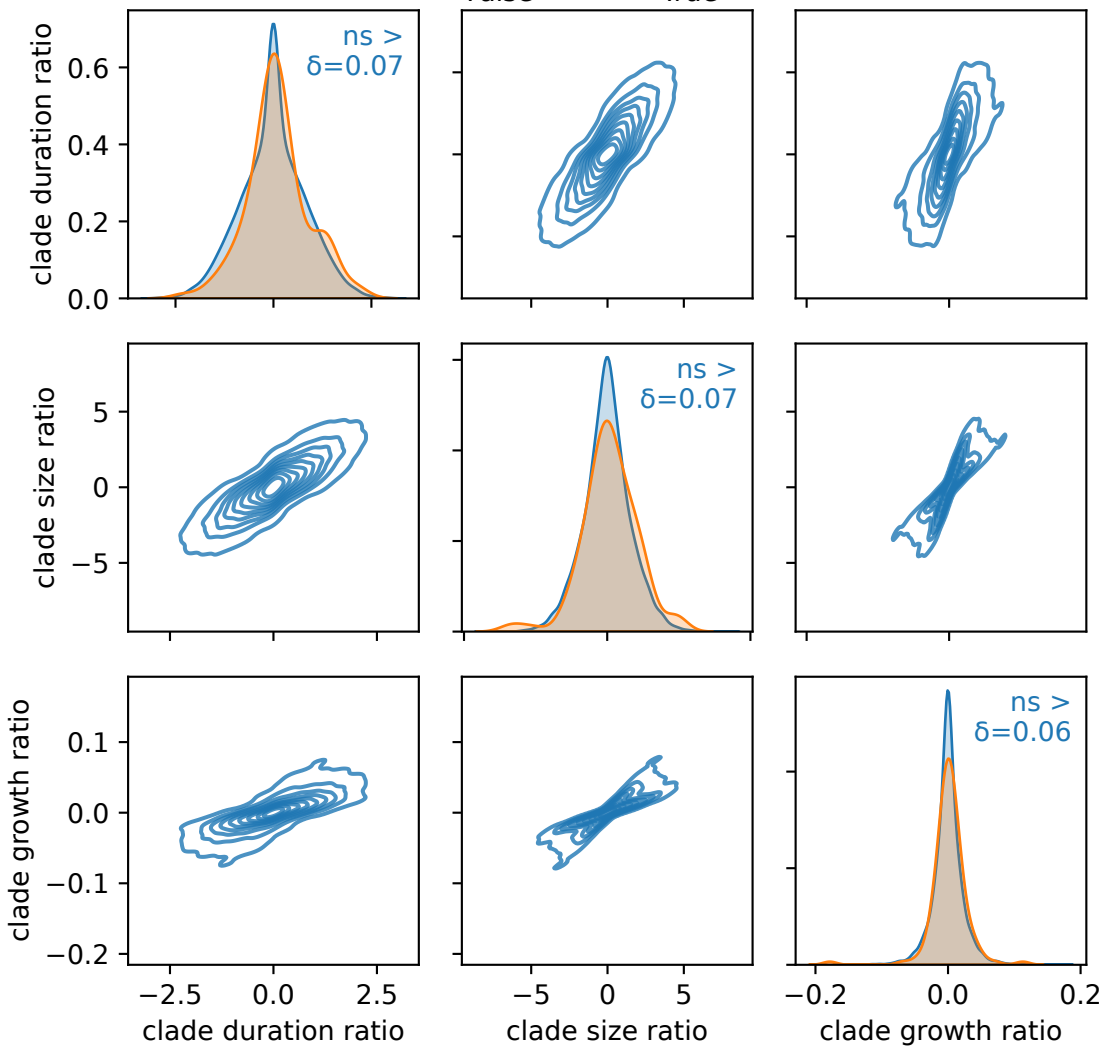 False True
clade duration ratio
0.6
0.4
0.2
0.0
ns >
δ=0.07
clade size ratio
5
0
−5
ns >
δ=0.07
clade growth ratio
0.1
0.0
−0.1
−0.2
ns >
δ=0.06
−2.5 0.0 2.5
−5 0 5
−0.2 0.0 0.2
clade duration ratio
clade size ratio
clade growth ratio